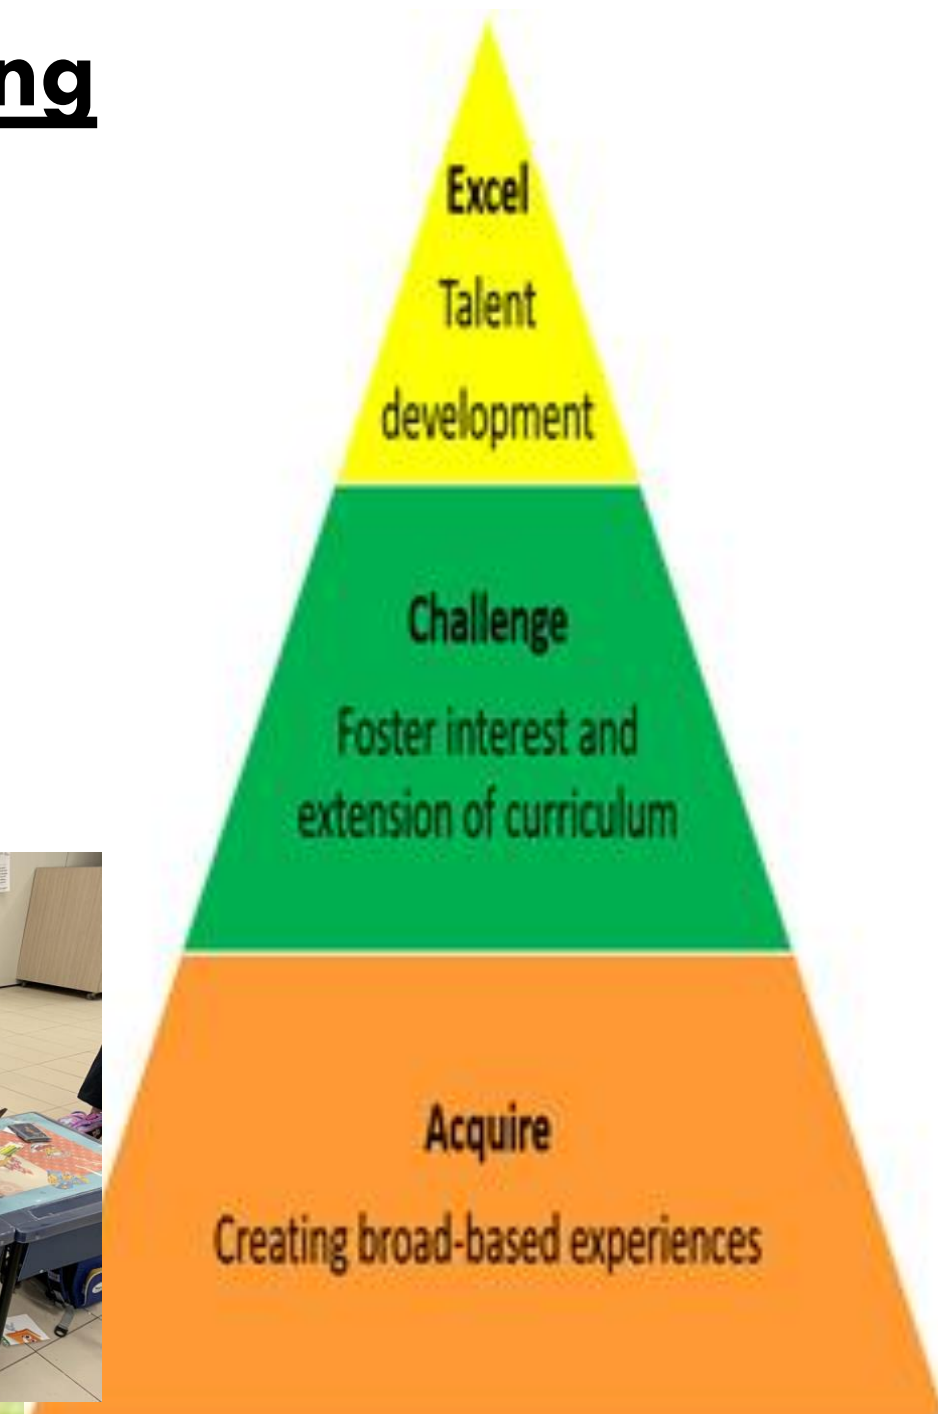 ng
Excel
Talent
development
Challenge
Foster interest and
extension of curriculum
Acquire
Creating broad-based experiences